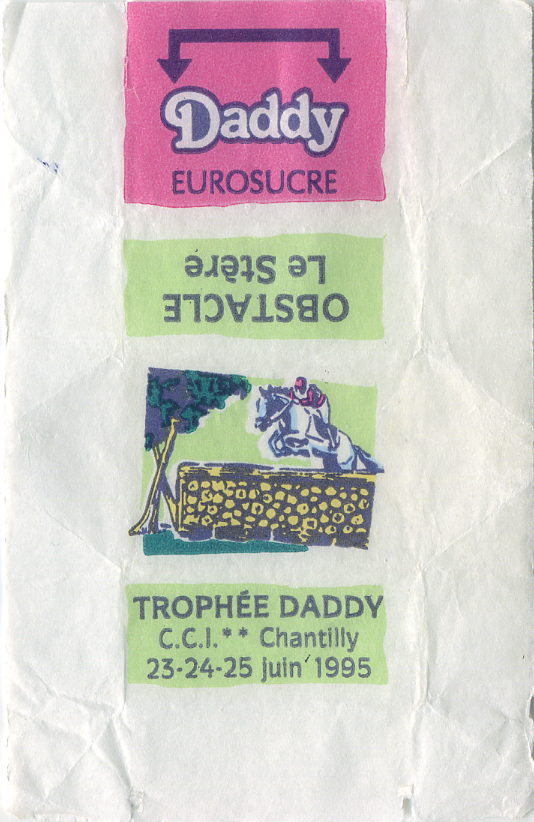 Daddy
EUROSUCRE
OBSTACLE
Le Stère
TROPHÉE DADDY
C.C.I.** Chantilly
23-24-25 juin 1995